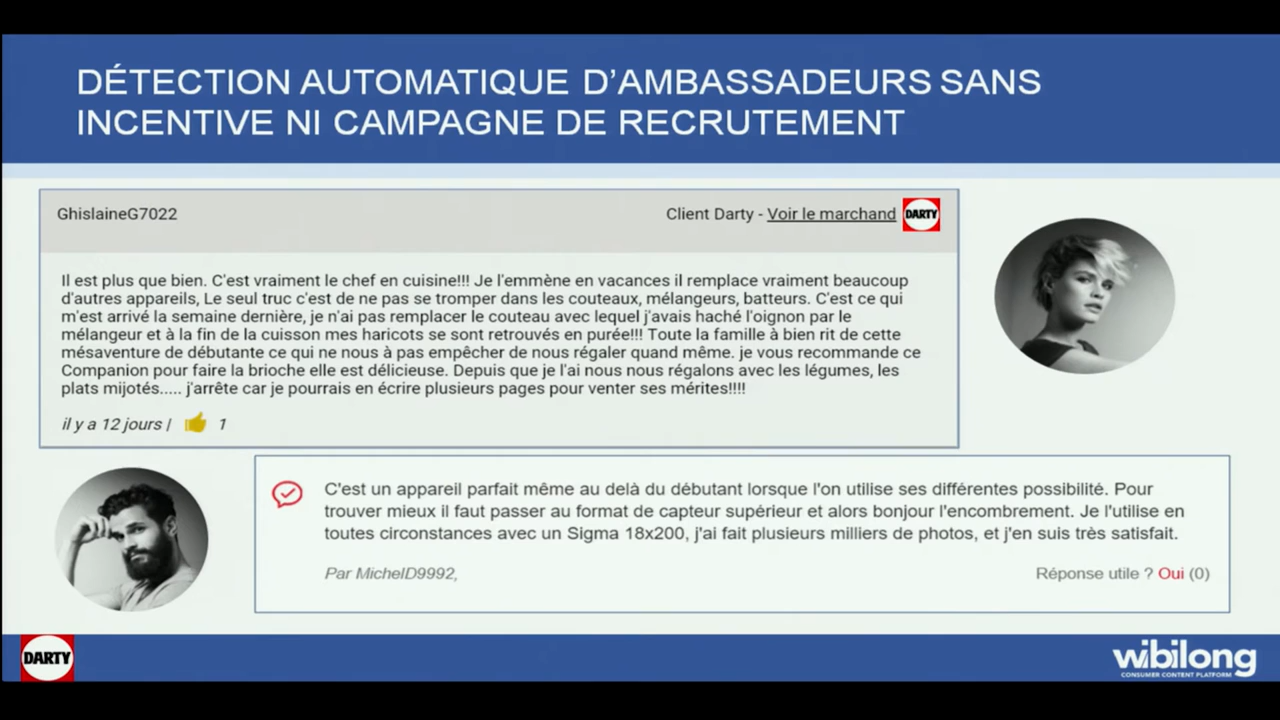 DÉTECTION AUTOMATIQUE D'AMBASSADEURS SANS
INCENTIVE NI CAMPAGNE DE RECRUTEMENT
GhislaineG7022
Client Darty - Voir le marchand DARTY
Il est plus que bien. C'est vraiment le chef en cuisine!!! Je l'emmène en vacances il remplace vraiment beaucoup
d'autres appareils, Le seul truc c'est de ne pas se tromper dans les couteaux, mélangeurs, batteurs. C'est ce qui
m'est arrivé la semaine dernière, je n'ai pas remplacer le couteau avec lequel j'avais haché l'oignon par le
mélangeur et à la fin de la cuisson mes haricots se sont retrouvés en purée!!! Toute la famille à bien rit de cette
mésaventure de débutante ce qui ne nous à pas empêcher de nous régaler quand même. je vous recommande ce
Companion pour faire la brioche elle est délicieuse. Depuis que je l'ai nous nous régalons avec les légumes, les
plats mijotés..... j'arrête car je pourrais en écrire plusieurs pages pour venter ses mérites!!!!
il y a 12 jours | 1
C'est un appareil parfait même au delà du débutant lorsque l'on utilise ses différentes possibilité. Pour
trouver mieux il faut passer au format de capteur supérieur et alors bonjour l'encombrement. Je l'utilise en
toutes circonstances avec un Sigma 18x200, j'ai fait plusieurs milliers de photos, et j'en suis très satisfait.
Par MichelD9992,
Réponse utile ? Oui (0)
DARTY
wibilong
CONSUMER CONTENT PLATFORM